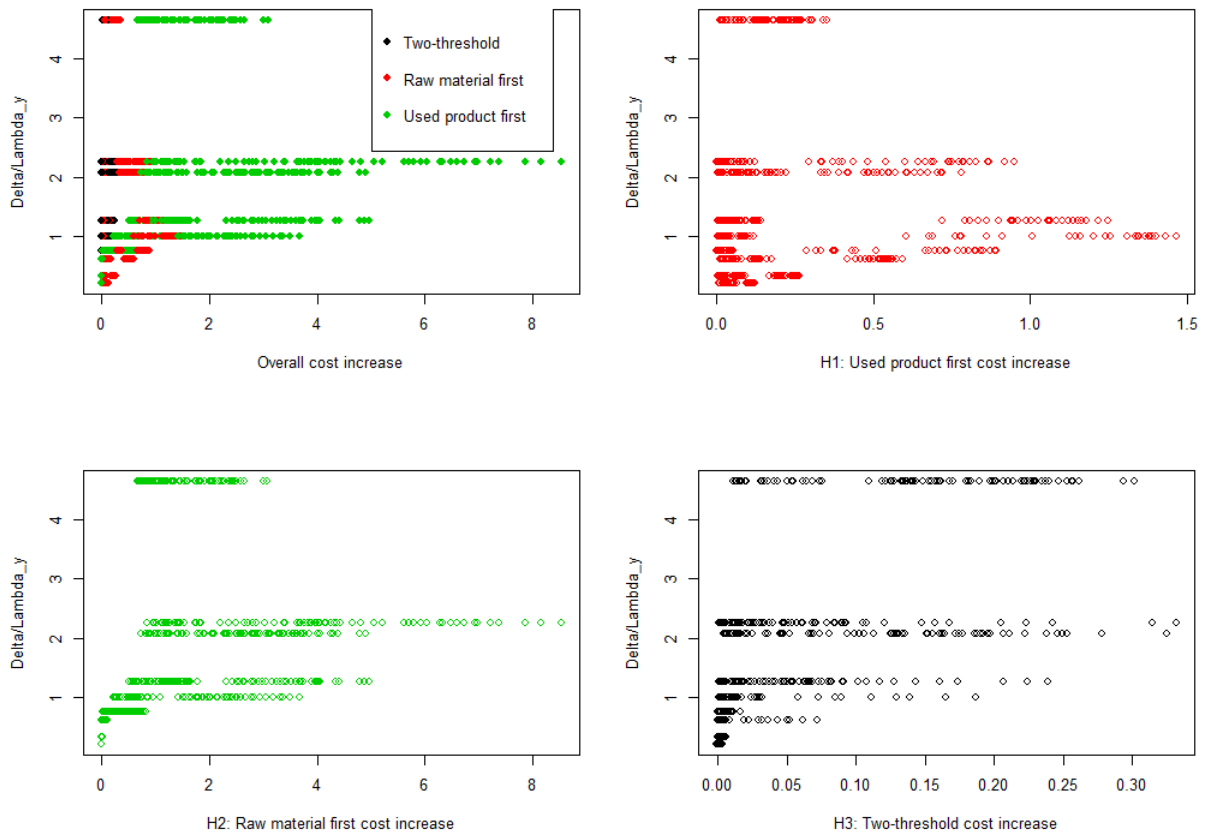 Delta/Lambda_y
4
3
2
1
Two-threshold
Raw material first
Used product first
0 2 4 6 8
Overall cost increase
Delta/Lambda_y
4
3
2
1
0.0 0.5 1.0 1.5
H1: Used product first cost increase
Delta/Lambda_y
4
3
2
1
0 2 4 6 8
H2: Raw material first cost increase
Delta/Lambda_y
4
3
2
1
0.00 0.05 0.10 0.15 0.20 0.25 0.30
H3: Two-threshold cost increase